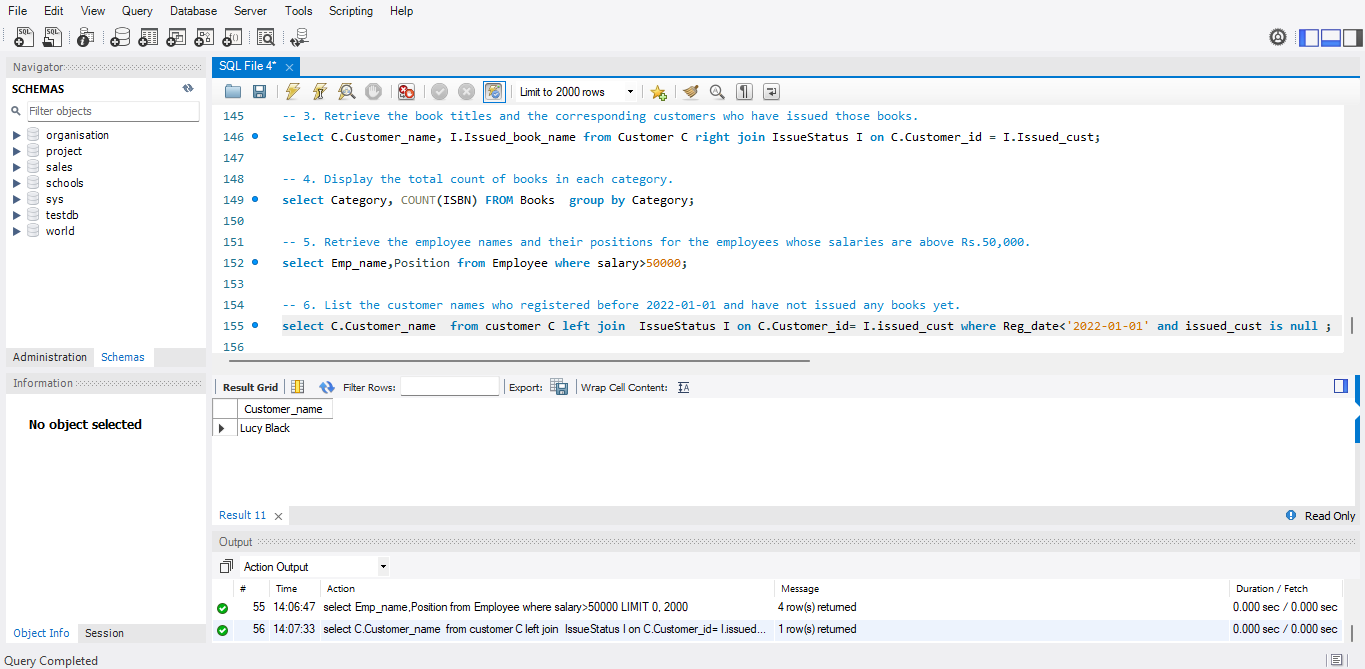 File Edit View Query Database Server Tools Scripting Help
Navigator
SCHEMAS
Filter objects
organisation
project
sales
schools
sys
testdb
world
Administration Schemas
Information
No object selected
Object Info Session
SQL File 4*
Limit to 2000 rows
145 -- 3. Retrieve the book titles and the corresponding customers who have issued those books.
146 select C.Customer_name, I.Issued_book_name from Customer C right join IssueStatus I on C.Customer_id = I.Issued_cust;
147
148 -- 4. Display the total count of books in each category.
149 select Category, COUNT(ISBN) FROM Books  group by Category;
150
151 -- 5. Retrieve the employee names and their positions for the employees whose salaries are above Rs.50,000.
152 select Emp_name,Position from Employee where salary>50000;
153
154 -- 6. List the customer names who registered before 2022-01-01 and have not issued any books yet.
155 select C.Customer_name  from customer C left join  IssueStatus I on C.Customer_id= I.issued_cust where Reg_date<'2022-01-01' and issued_cust is null ;
156
Result Grid Filter Rows: Export: Wrap Cell Content:
Customer_name
Lucy Black
Result 11
Read Only
Output
Action Output
# Time Action Message Duration / Fetch
55 14:06:47 select Emp_name,Position from Employee where salary>50000 LIMIT 0, 2000 4 row(s) returned 0.000 sec / 0.000 sec
56 14:07:33 select C.Customer_name  from customer C left join  IssueStatus I on C.Customer_id= I.issued... 1 row(s) returned 0.000 sec / 0.000 sec
Query Completed